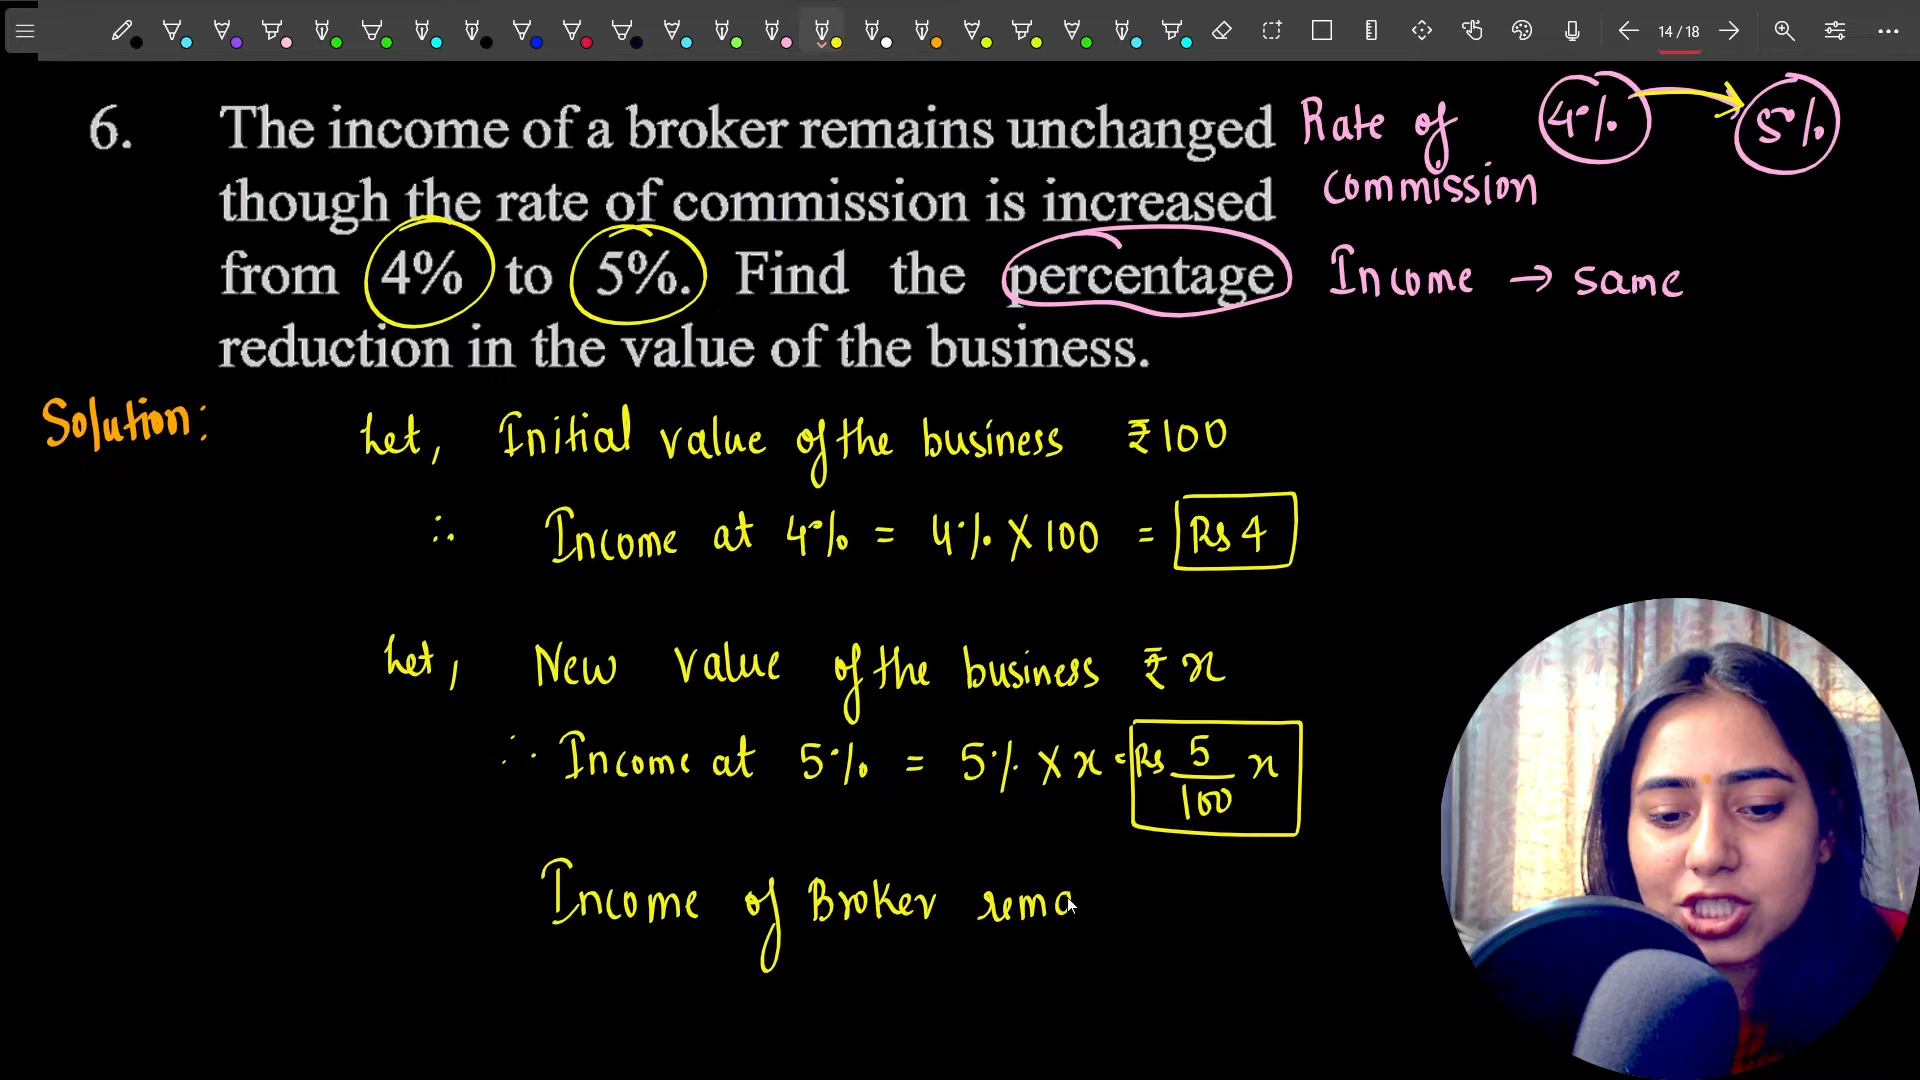 14/18
6. The income of a broker remains unchanged
though the rate of commission is increased
from 4% to 5%. Find the percentage
reduction in the value of the business.
Rate of 4% → 5%
commission
Income → same
Solution:
Let, Initial value of the business ₹100
∴ Income at 4% = 4% X 100 = Rs 4
Let, New value of the business ₹ x
∴ Income at 5% = 5% X x = Rs 5/100 x
Income of Broker rema